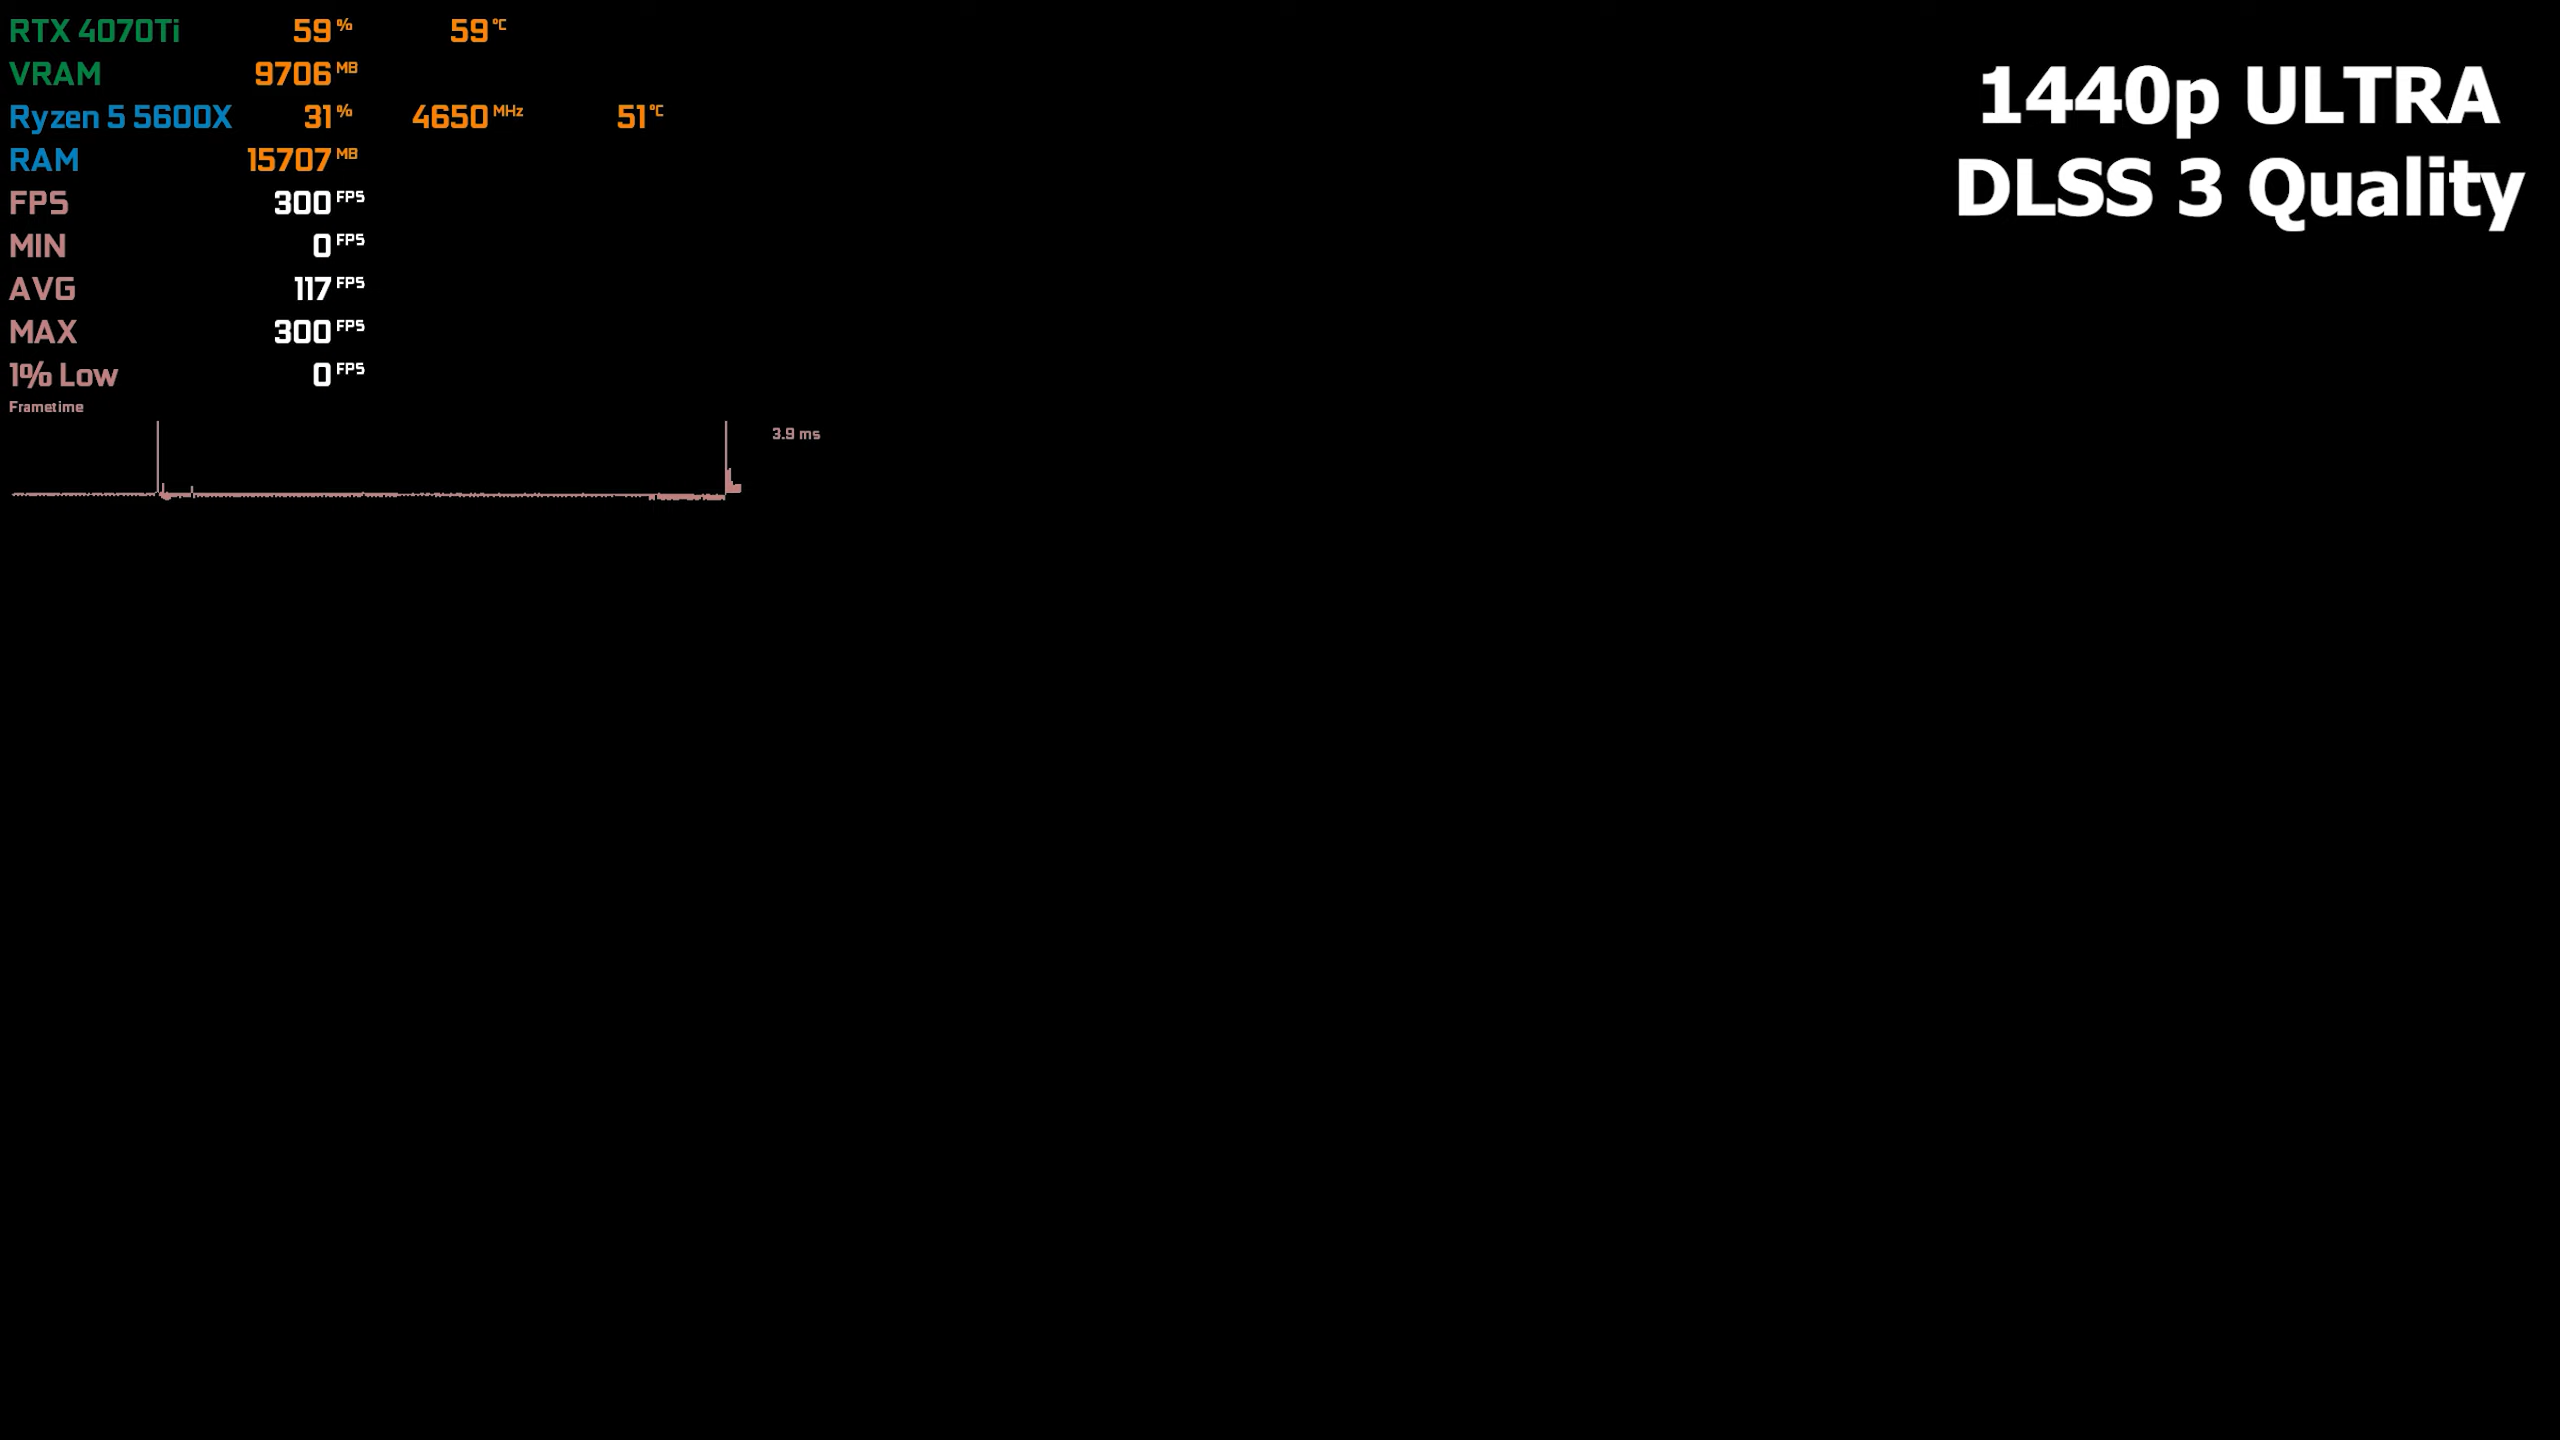 RTX 4070Ti 59 % 59 °C
VRAM 9706 MB
Ryzen 5 5600X 31 % 4650 MHz 51 °C
RAM 15707 MB
FPS 300 FPS
MIN 0 FPS
AVG 117 FPS
MAX 300 FPS
1% Low 0 FPS
Frametime
3.9 ms
1440p ULTRA
DLSS 3 Quality